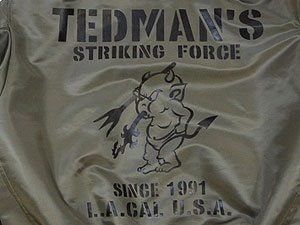 TEDMAN'S
STRIKING FORCE
SINCE 1991
L.A.CAL U.S.A.